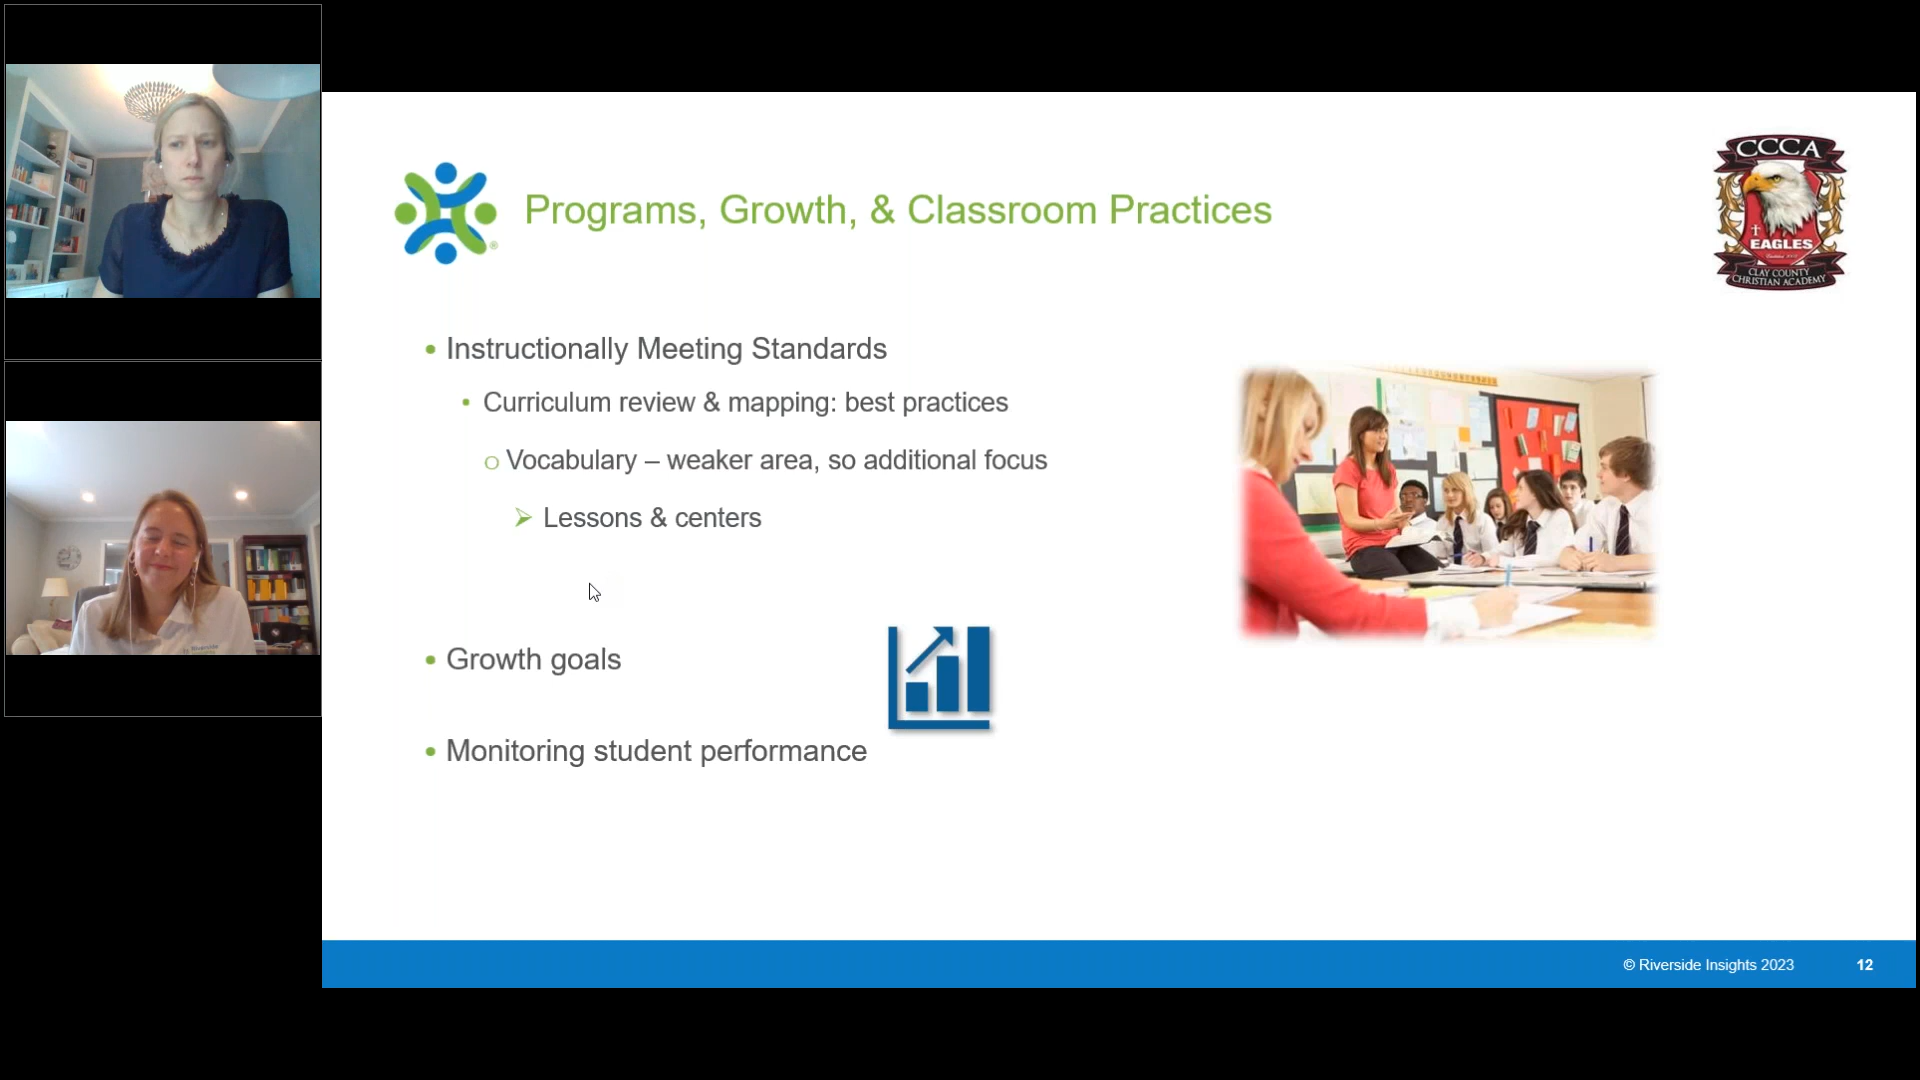 Programs, Growth, & Classroom Practices
CCCA
EAGLES
CLAY COUNTY
CHRISTIAN ACADEMY
• Instructionally Meeting Standards
• Curriculum review & mapping: best practices
o Vocabulary – weaker area, so additional focus
➢ Lessons & centers
• Growth goals
• Monitoring student performance
Riverside
© Riverside Insights 2023
12